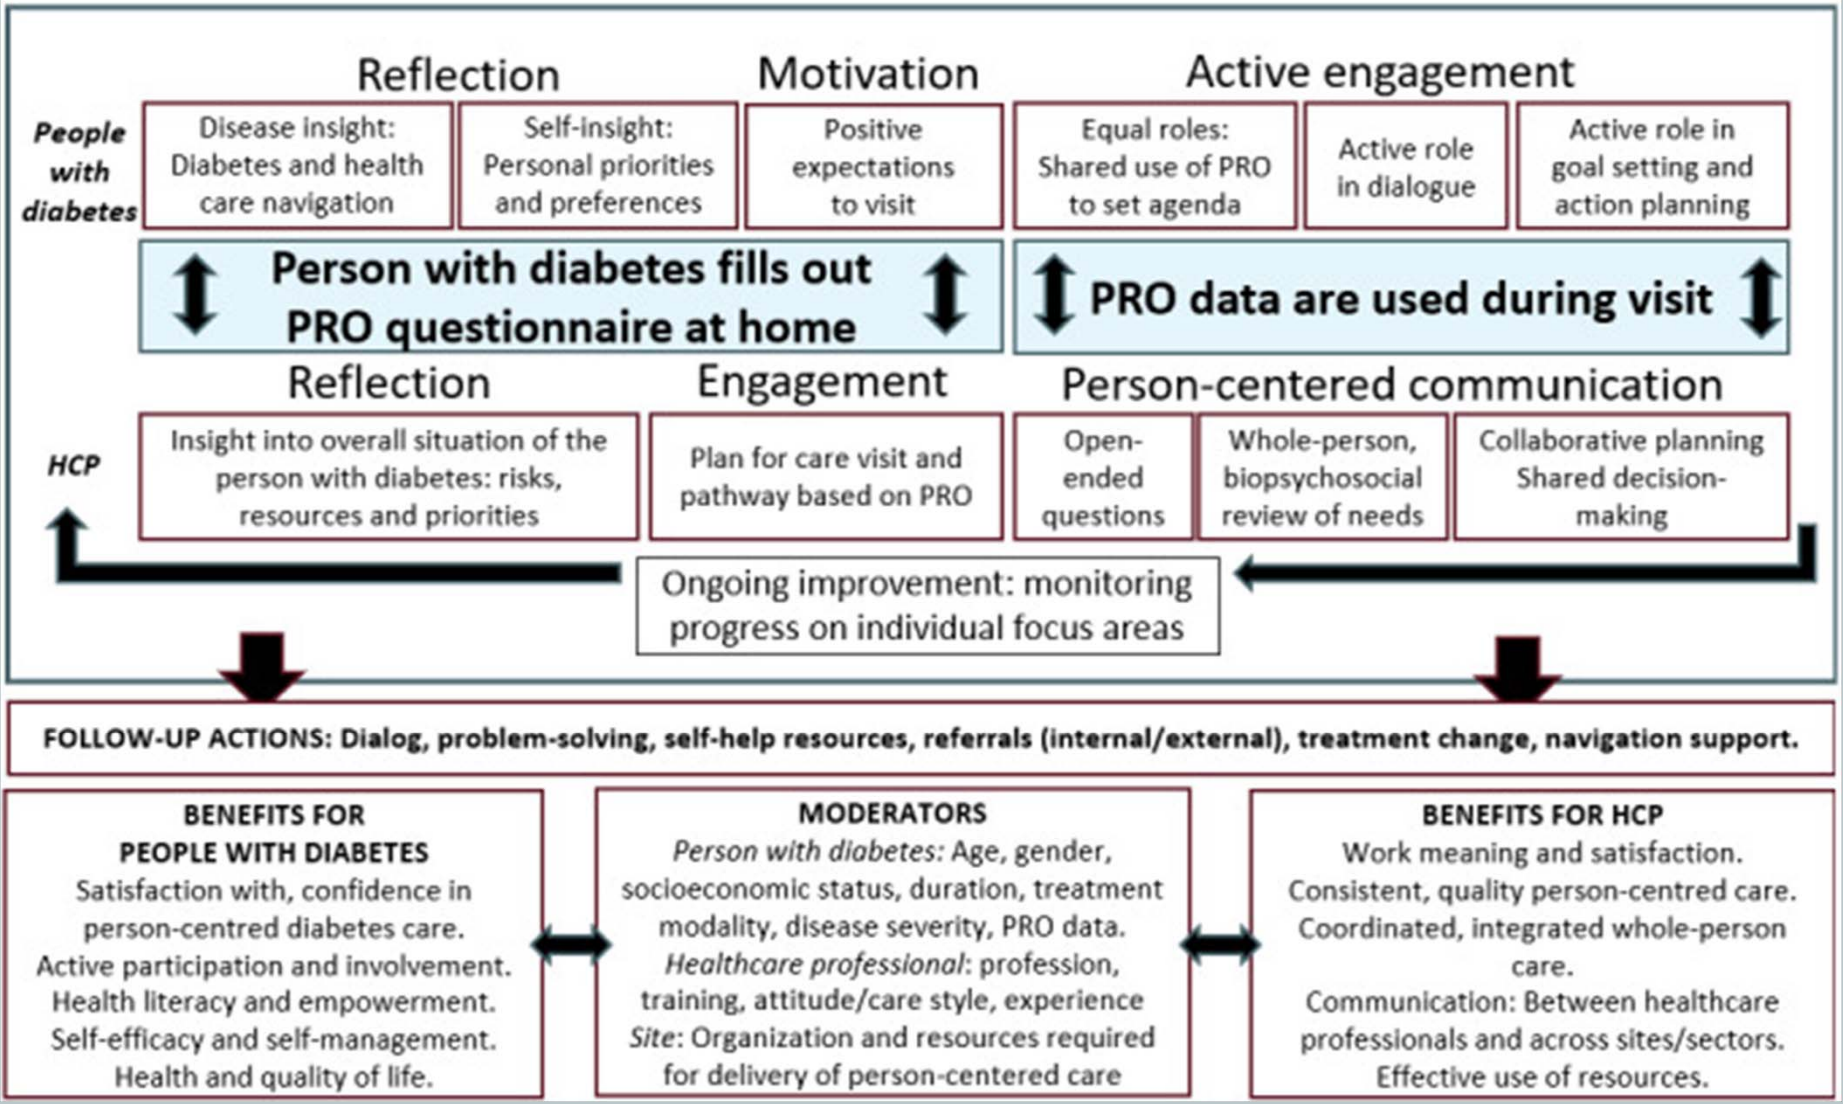 Reflection
Motivation
Active engagement
People
with
diabetes
Disease insight:
Diabetes and health
care navigation
Self-insight:
Personal priorities
and preferences
Positive
expectations
to visit
Equal roles:
Shared use of PRO
to set agenda
Active role
in dialogue
Active role in
goal setting and
action planning
Person with diabetes fills out
PRO questionnaire at home
PRO data are used during visit
Reflection
Engagement
Person-centered communication
HCP
Insight into overall situation of the
person with diabetes: risks,
resources and priorities
Plan for care visit and
pathway based on PRO
Open-
ended
questions
Whole-person,
biopsychosocial
review of needs
Collaborative planning
Shared decision-
making
Ongoing improvement: monitoring
progress on individual focus areas
FOLLOW-UP ACTIONS: Dialog, problem-solving, self-help resources, referrals (internal/external), treatment change, navigation support.
BENEFITS FOR
PEOPLE WITH DIABETES
Satisfaction with, confidence in
person-centred diabetes care.
Active participation and involvement.
Health literacy and empowerment.
Self-efficacy and self-management.
Health and quality of life.
MODERATORS
Person with diabetes: Age, gender,
socioeconomic status, duration, treatment
modality, disease severity, PRO data.
Healthcare professional: profession,
training, attitude/care style, experience
Site: Organization and resources required
for delivery of person-centered care
BENEFITS FOR HCP
Work meaning and satisfaction.
Consistent, quality person-centred care.
Coordinated, integrated whole-person
care.
Communication: Between healthcare
professionals and across sites/sectors.
Effective use of resources.